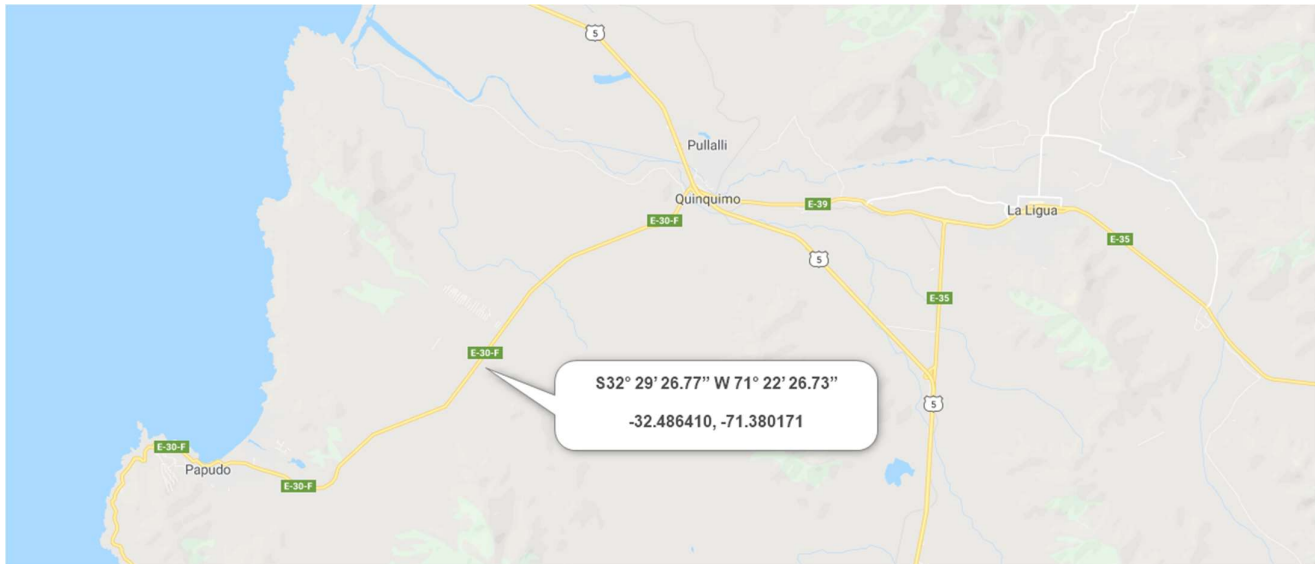 5
Pullalli
Quinquimo
E-39
La Ligua
E-30-F
E-35
5
E-35
E-30-F
S32° 29’ 26.77” W 71° 22’ 26.73”
-32.486410, -71.380171
5
E-30-F
Papudo
E-30-F